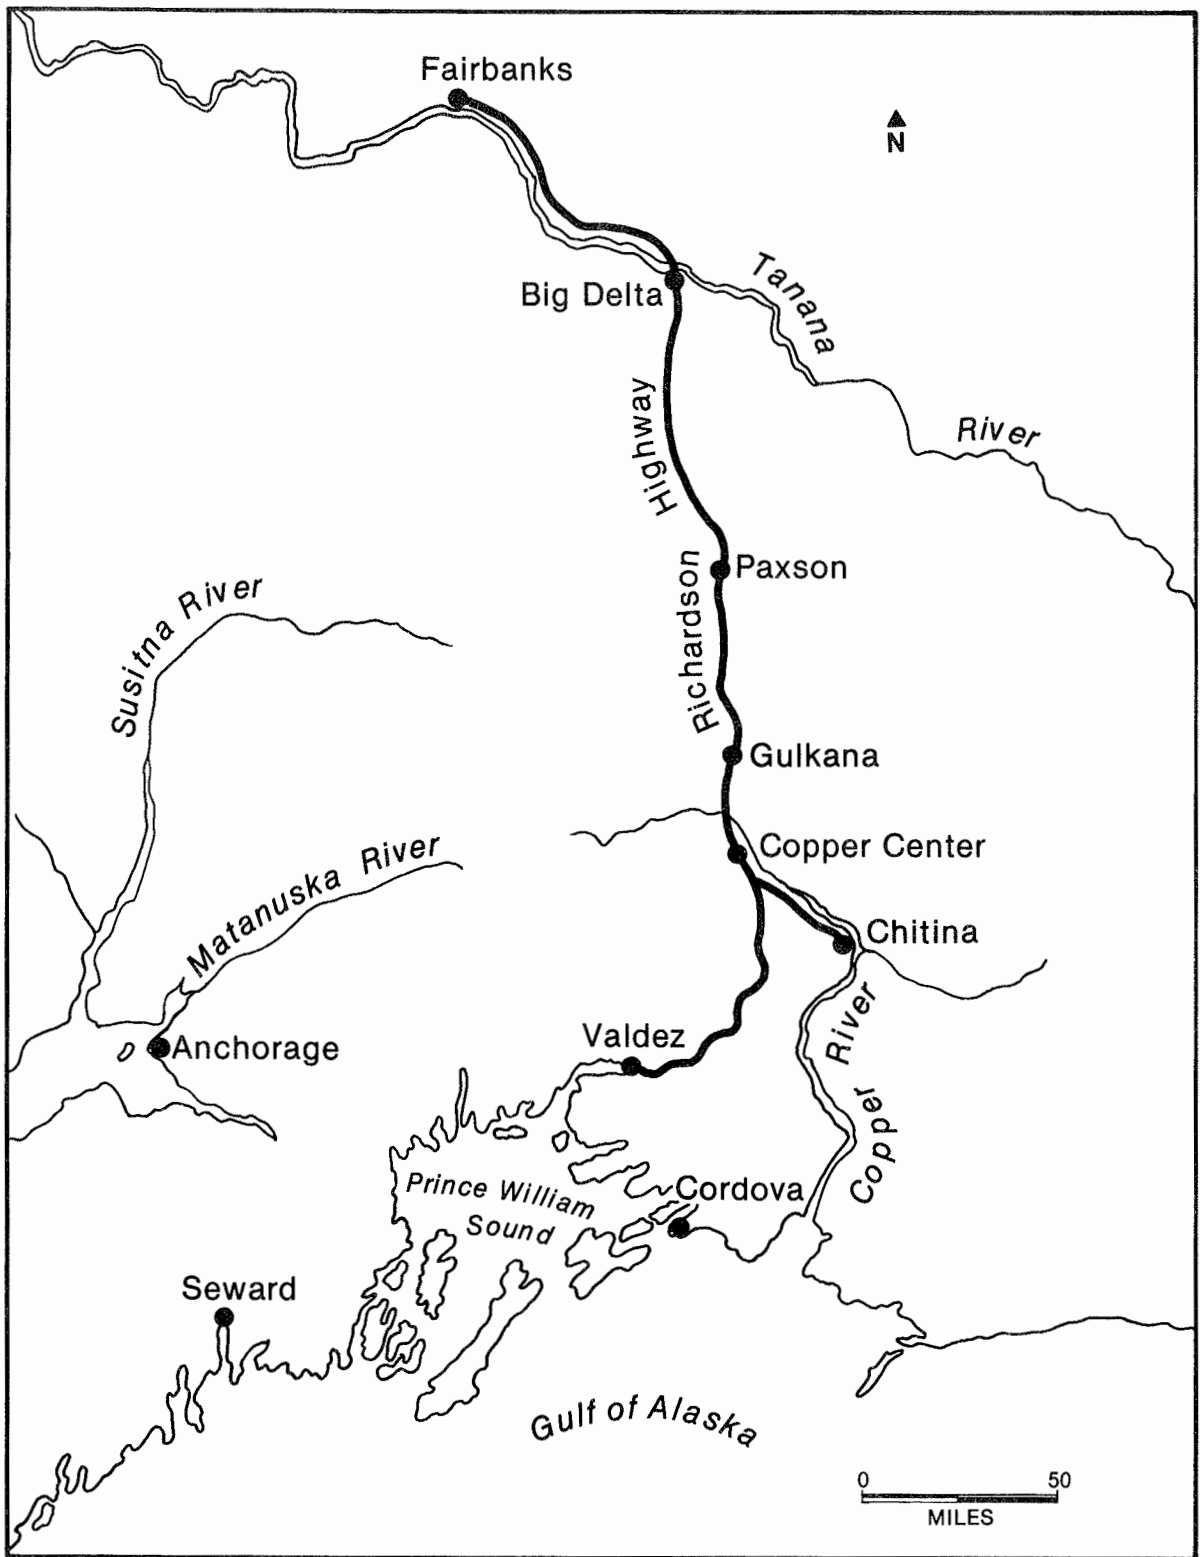 Fairbanks
N
Big Delta
Tanana
River
Highway
Richardson
Paxson
Susitna River
Gulkana
Copper Center
Matanuska River
Chitina
Anchorage
Valdez
Copper River
Prince William
Sound
Cordova
Seward
Gulf of Alaska
0 50
MILES